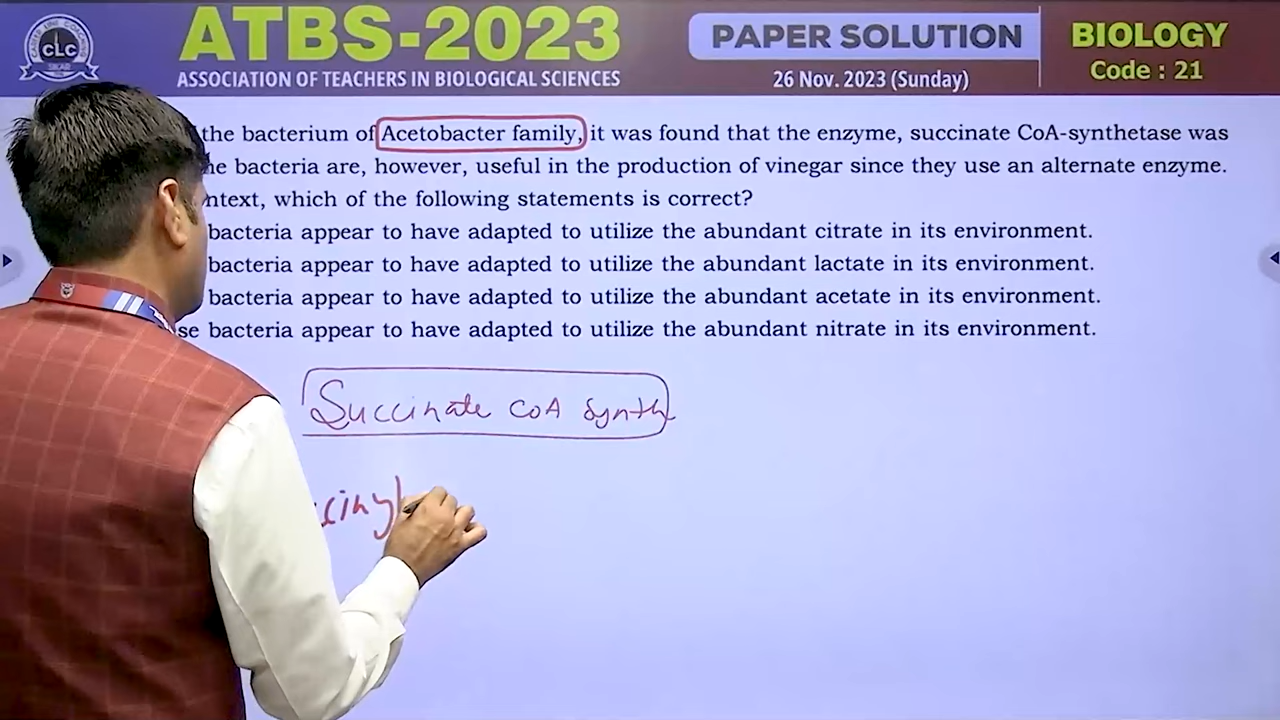 ATBS-2023
ASSOCIATION OF TEACHERS IN BIOLOGICAL SCIENCES
PAPER SOLUTION
26 Nov. 2023 (Sunday)
BIOLOGY
Code : 21
CLC
SIKAR
the bacterium of Acetobacter family, it was found that the enzyme, succinate CoA-synthetase was
bacteria are, however, useful in the production of vinegar since they use an alternate enzyme.
which of the following statements is correct?
bacteria appear to have adapted to utilize the abundant citrate in its environment.
bacteria appear to have adapted to utilize the abundant lactate in its environment.
bacteria appear to have adapted to utilize the abundant acetate in its environment.
bacteria appear to have adapted to utilize the abundant nitrate in its environment.
Succinate CoA Synth